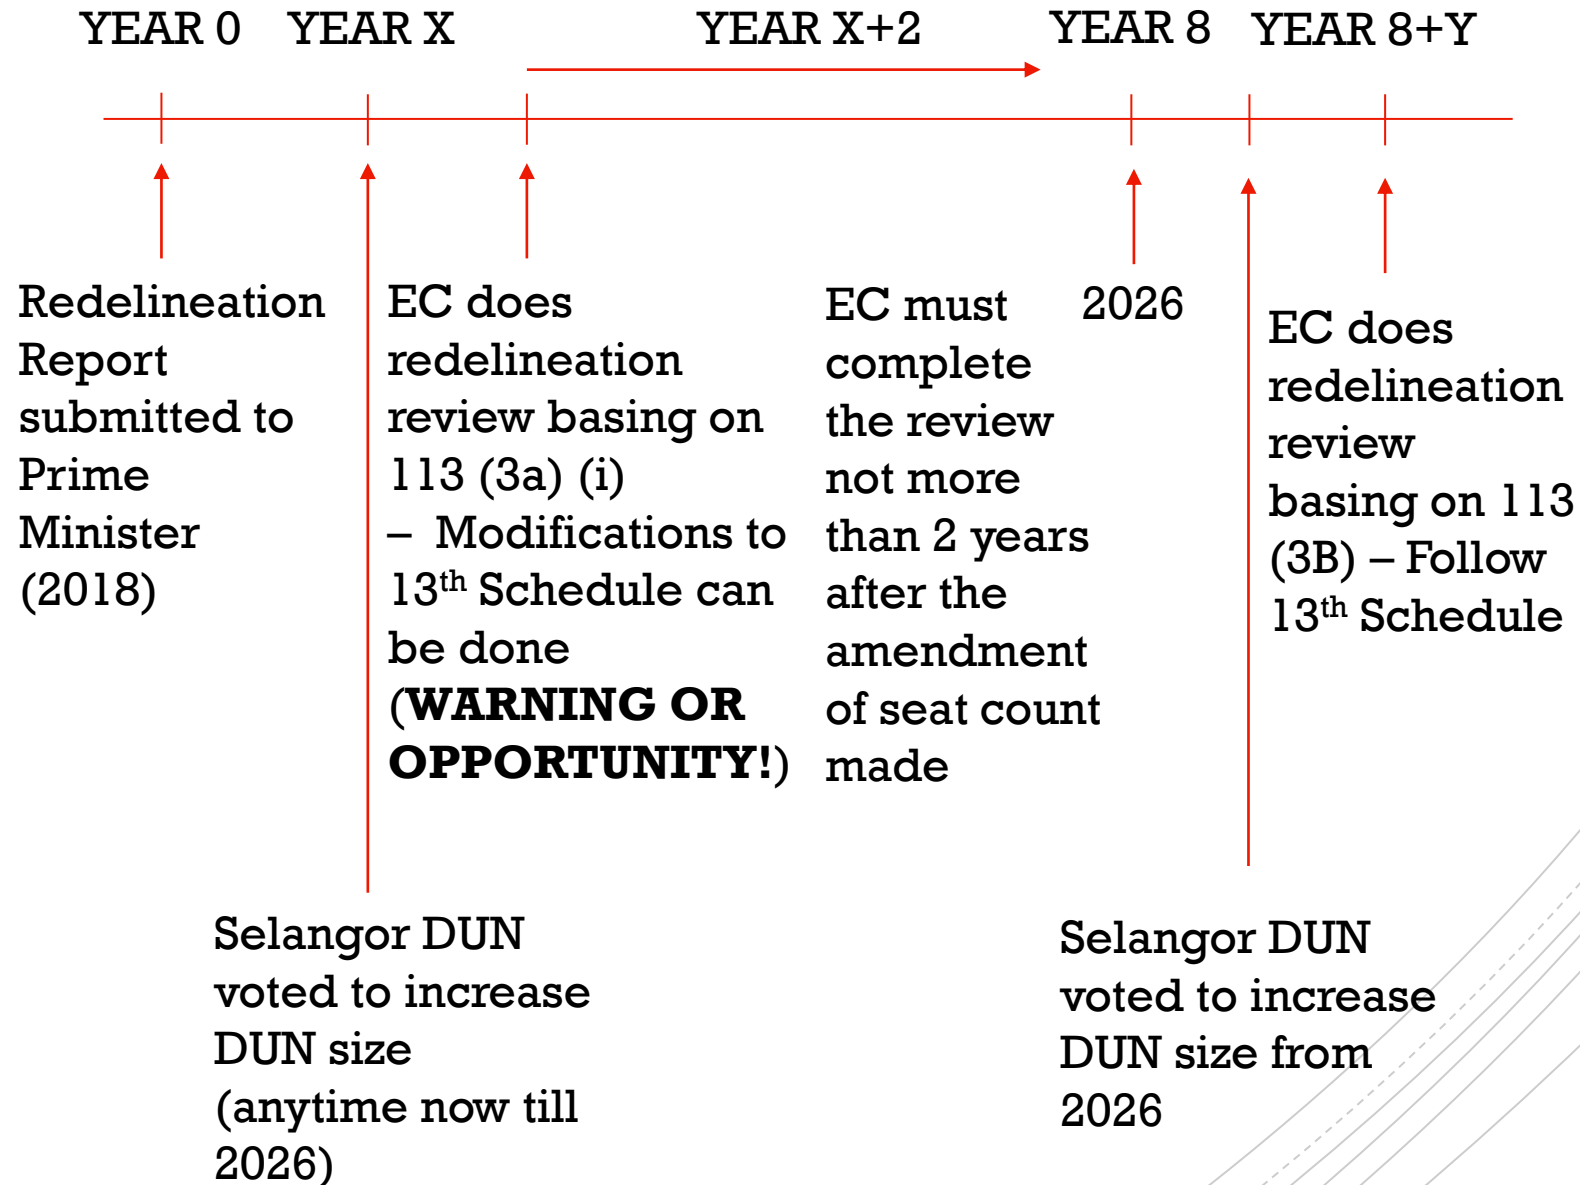 YEAR 0
YEAR X
YEAR X+2
YEAR 8
YEAR 8+Y
Redelineation
Report
submitted to
Prime
Minister
(2018)
EC does
redelineation
review basing on
113 (3a) (i)
– Modifications to
13th Schedule can
be done
(WARNING OR
OPPORTUNITY!)
EC must
complete
the review
not more
than 2 years
after the
amendment
of seat count
made
2026
EC does
redelineation
review
basing on 113
(3B) – Follow
13th Schedule
Selangor DUN
voted to increase
DUN size
(anytime now till
2026)
Selangor DUN
voted to increase
DUN size from
2026